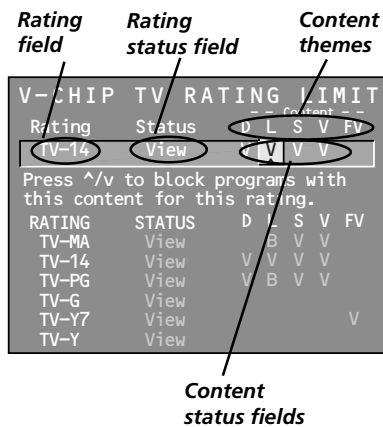 Rating field
Rating status field
Content themes
V-CHIP TV RATING LIMIT
- - Content - -
Rating Status D L S V FV
TV-14 View V V V V
Press ^/v to block programs with
this content for this rating.
RATING STATUS D L S V FV
TV-MA View B V V
TV-14 View V V V V
TV-PG View V B V V
TV-G View
TV-Y7 View V
TV-Y View
Content status fields